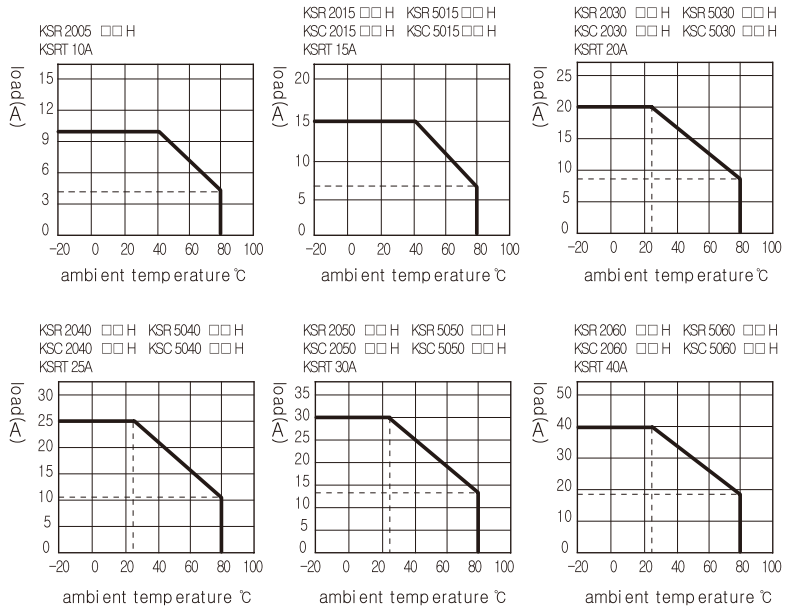 KSR 2005 □□ H
KSRT 10A
load(A)
15
12
9
6
3
0
-20 0 20 40 60 80 100
ambient temperature ℃
KSR 2015 □□ H KSR 5015 □□ H
KSC 2015 □□ H KSC 5015 □□ H
KSRT 15A
load(A)
20
15
10
5
0
-20 0 20 40 60 80 100
ambient temperature ℃
KSR 2030 □□ H KSR 5030 □□ H
KSC 2030 □□ H KSC 5030 □□ H
KSRT 20A
load(A)
25
20
15
10
5
0
-20 0 20 40 60 80 100
ambient temperature ℃
KSR 2040 □□ H KSR 5040 □□ H
KSC 2040 □□ H KSC 5040 □□ H
KSRT 25A
load(A)
30
25
20
15
10
5
0
-20 0 20 40 60 80 100
ambient temperature ℃
KSR 2050 □□ H KSR 5050 □□ H
KSC 2050 □□ H KSC 5050 □□ H
KSRT 30A
load(A)
35
30
25
20
15
10
5
0
-20 0 20 40 60 80 100
ambient temperature ℃
KSR 2060 □□ H KSR 5060 □□ H
KSC 2060 □□ H KSC 5060 □□ H
KSRT 40A
load(A)
50
40
30
20
10
0
-20 0 20 40 60 80 100
ambient temperature ℃